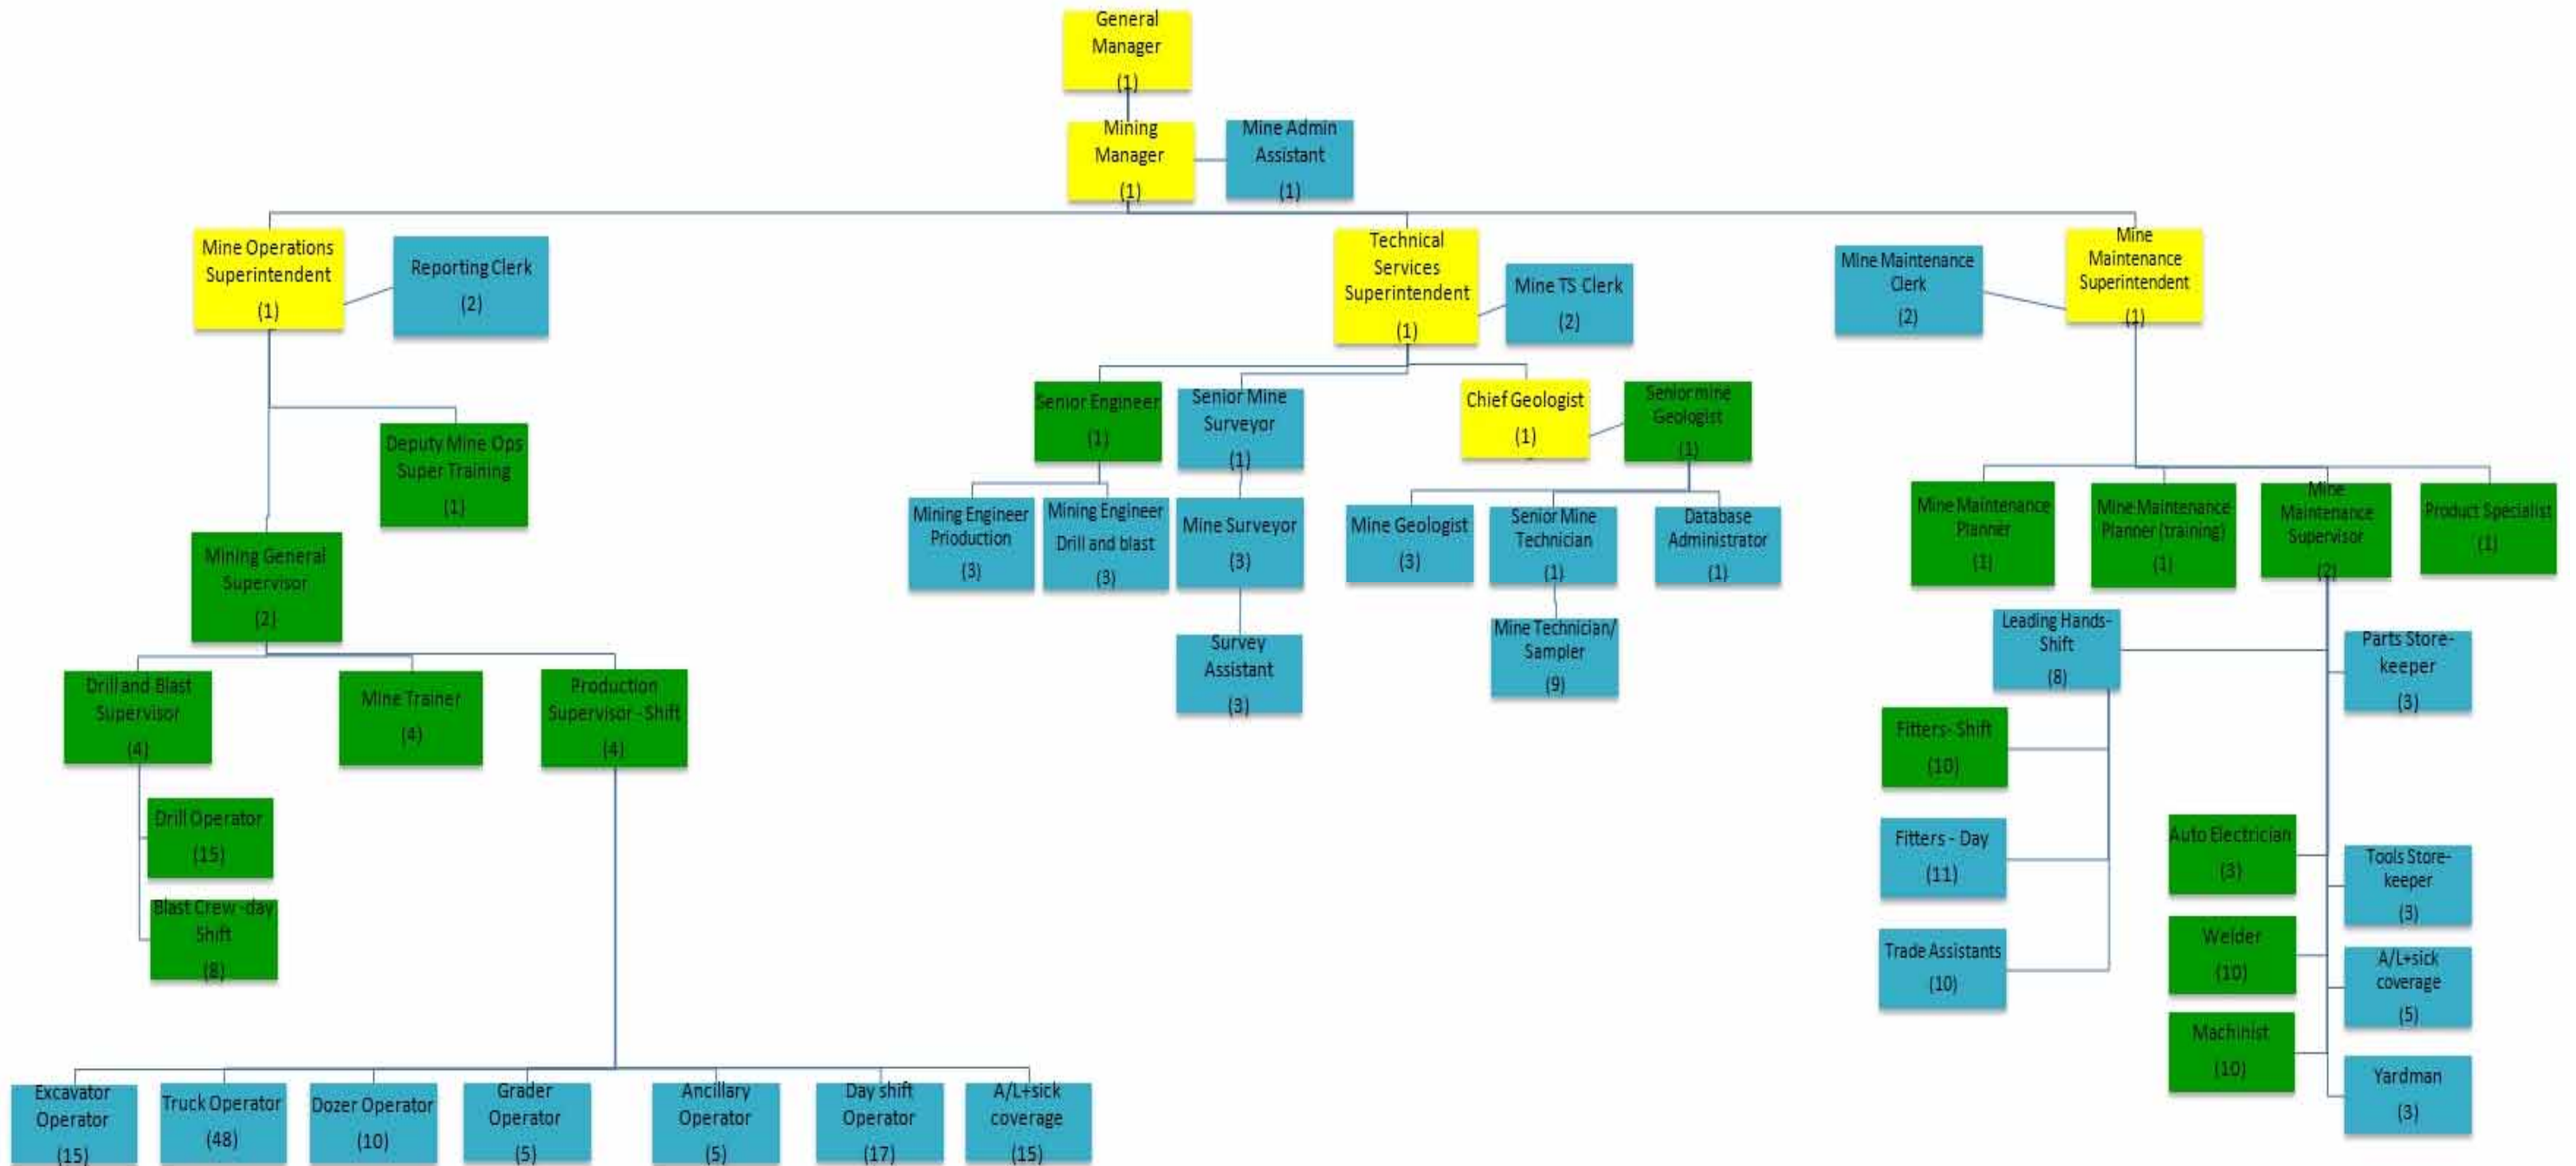 General
Manager
(1)
Mining
Manager
(1)
Mine Admin
Assistant
(1)
Mine Operations
Superintendent
(1)
Reporting Clerk
(2)
Technical
Services
Superintendent
(1)
Mine TS Clerk
(2)
Mine Maintenance
Clerk
(2)
Mine
Maintenance
Superintendent
(1)
Deputy Mine Ops
Super Training
(1)
Senior Engineer
(1)
Senior Mine
Surveyor
(1)
Chief Geologist
(1)
Senior mine
Geologist
(1)
Mining General
Supervisor
(2)
Mining Engineer
Prioduction
(3)
Mining Engineer
Drill and blast
(3)
Mine Surveyor
(3)
Survey
Assistant
(3)
Mine Geologist
(3)
Senior Mine
Technician
(1)
Database
Administrator
(1)
Mine Technician/
Sampler
(9)
Mine Maintenance
Planner
(1)
Mine Maintenance
Planner (training)
(1)
Mine
Maintenance
Supervisor
(2)
Product Specialist
(1)
Drill and Blast
Supervisor
(4)
Mine Trainer
(4)
Production
Supervisor - Shift
(4)
Drill Operator
(15)
Blast Crew -day
Shift
(8)
Leading Hands-
Shift
(8)
Parts Store-
keeper
(3)
Fitters- Shift
(10)
Fitters - Day
(11)
Trade Assistants
(10)
Auto Electrician
(3)
Welder
(10)
Machinist
(10)
Tools Store-
keeper
(3)
A/L+sick
coverage
(5)
Yardman
(3)
Excavator
Operator
(15)
Truck Operator
(48)
Dozer Operator
(10)
Grader
Operator
(5)
Ancillary
Operator
(5)
Day shift
Operator
(17)
A/L+sick
coverage
(15)